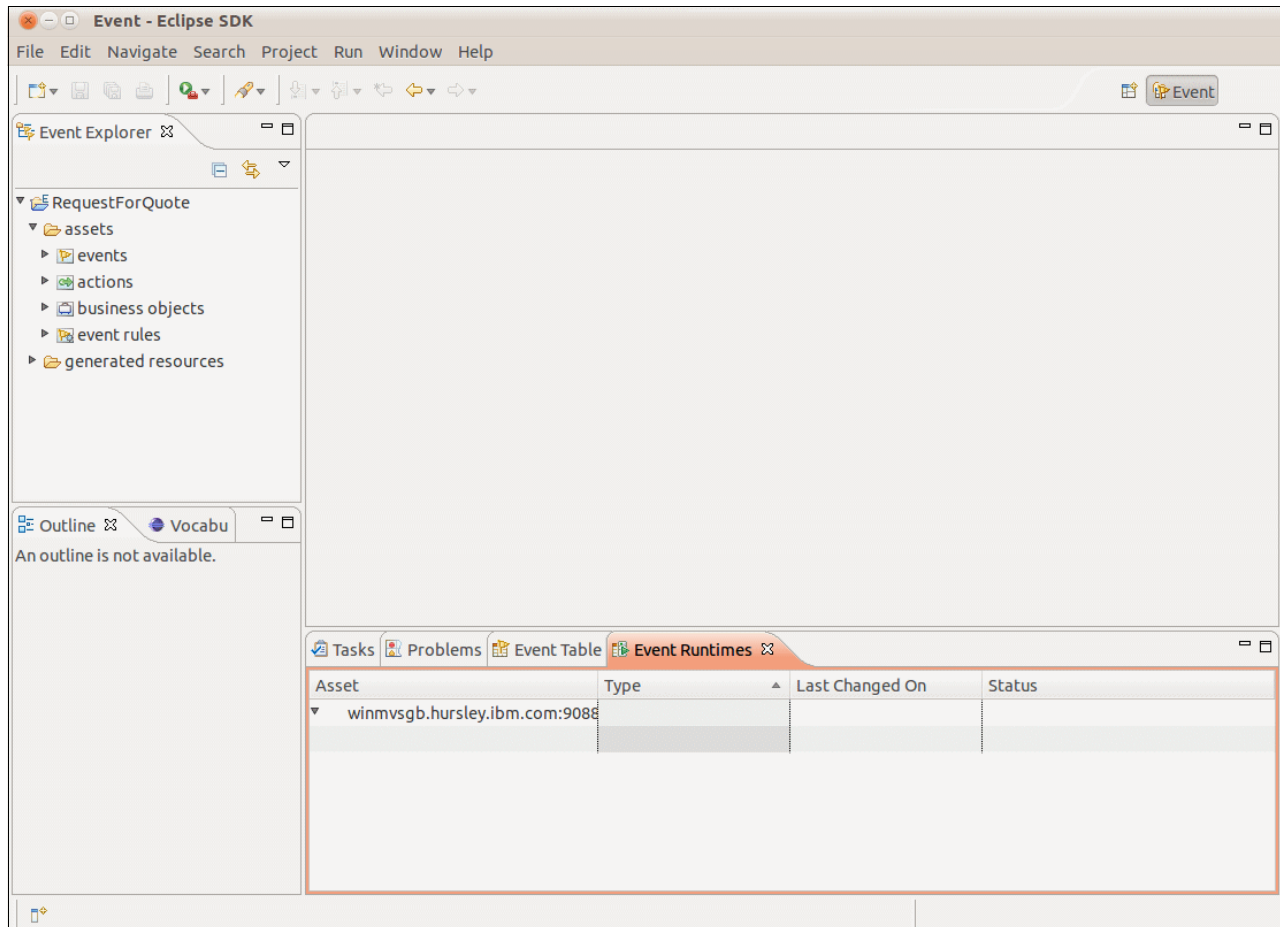 Event - Eclipse SDK
File Edit Navigate Search Project Run Window Help
Event
Event Explorer
RequestForQuote
assets
events
actions
business objects
event rules
generated resources
Outline Vocabu
An outline is not available.
Tasks Problems Event Table Event Runtimes
Asset Type Last Changed On Status
winmvsgb.hursley.ibm.com:9088